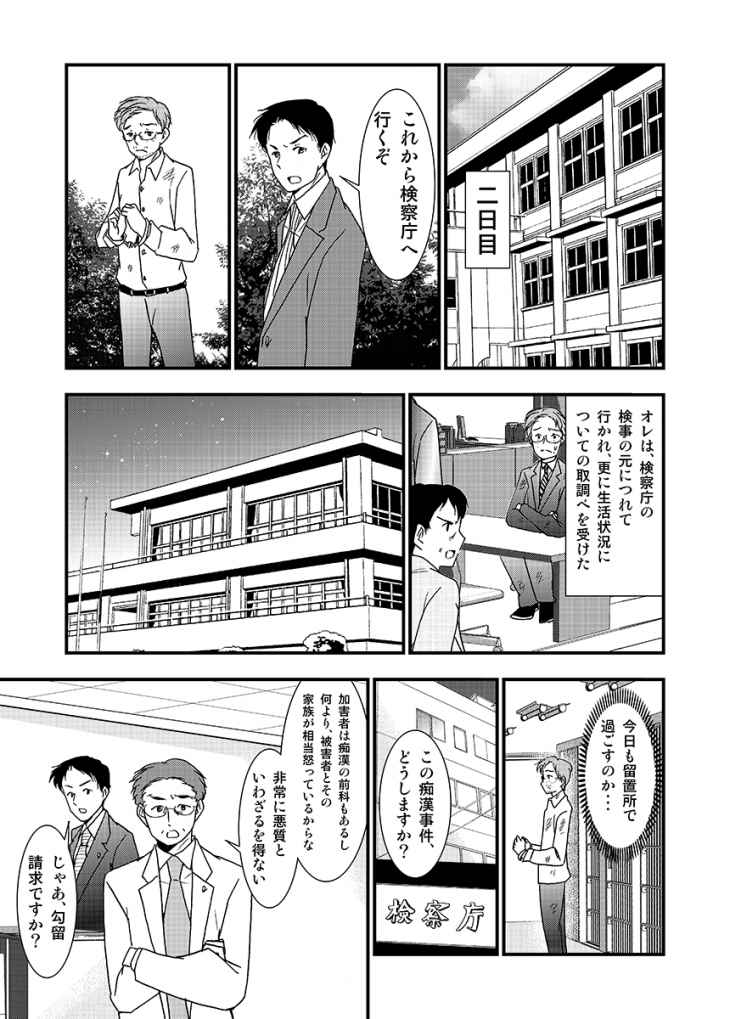 二日目
これから検察庁へ
行くぞ
オレは、検察庁の
検事の元につれて
行かれ、更に生活状況に
ついての取調べを受けた
今日も留置所で
過ごすのか・・・
この痴漢事件、
どうしますか？
検察庁
加害者は痴漢の前科もあるし
何より、被害者とその
家族が相当怒っているからな
非常に悪質と
いわざるを得ない
じゃあ、勾留
請求ですか？